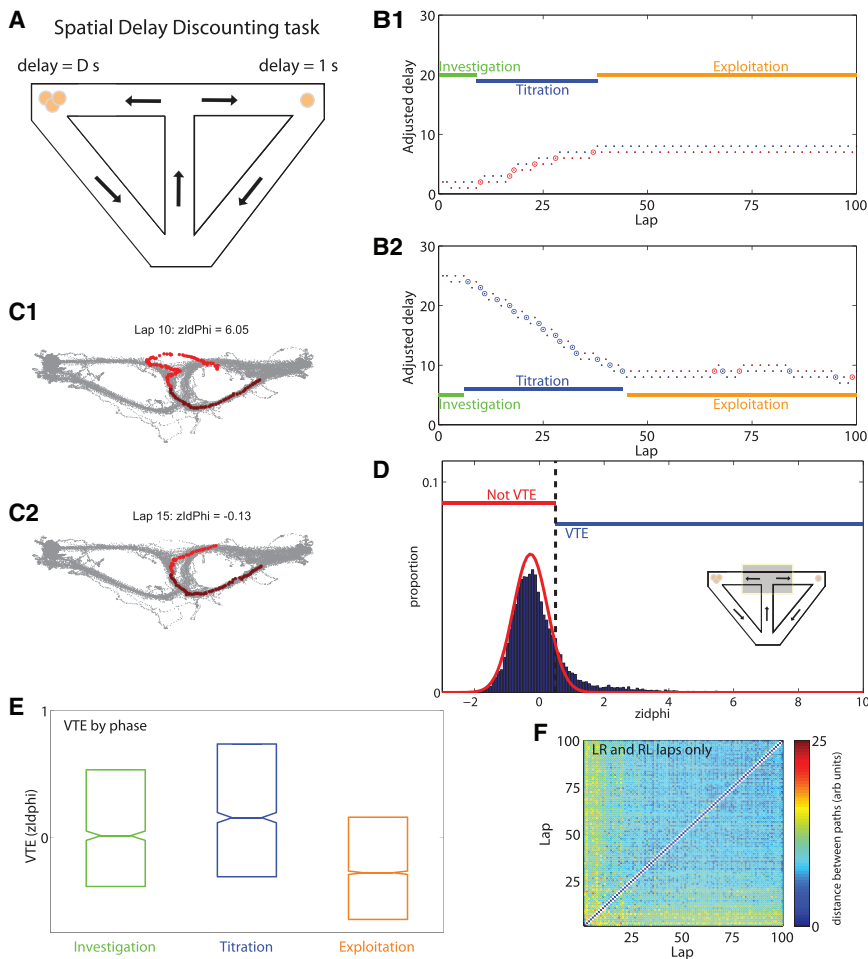 A
Spatial Delay Discounting task
delay = D s
delay = 1 s
B1
30
20
10
0
Adjusted delay
Investigation
Titration
Exploitation
0
25
50
75
100
Lap
B2
30
20
10
0
Adjusted delay
Titration
Investigation
Exploitation
0
25
50
75
100
Lap
C1
Lap 10: zIdPhi = 6.05
C2
Lap 15: zIdPhi = -0.13
D
0.1
0
proportion
Not VTE
VTE
−2
0
2
4
6
8
10
zidphi
E
1
0
VTE (zIdphi)
VTE by phase
Investigation
Titration
Exploitation
F
LR and RL laps only
100
75
50
25
Lap
25
50
75
100
Lap
25
0
distance between paths (arb units)